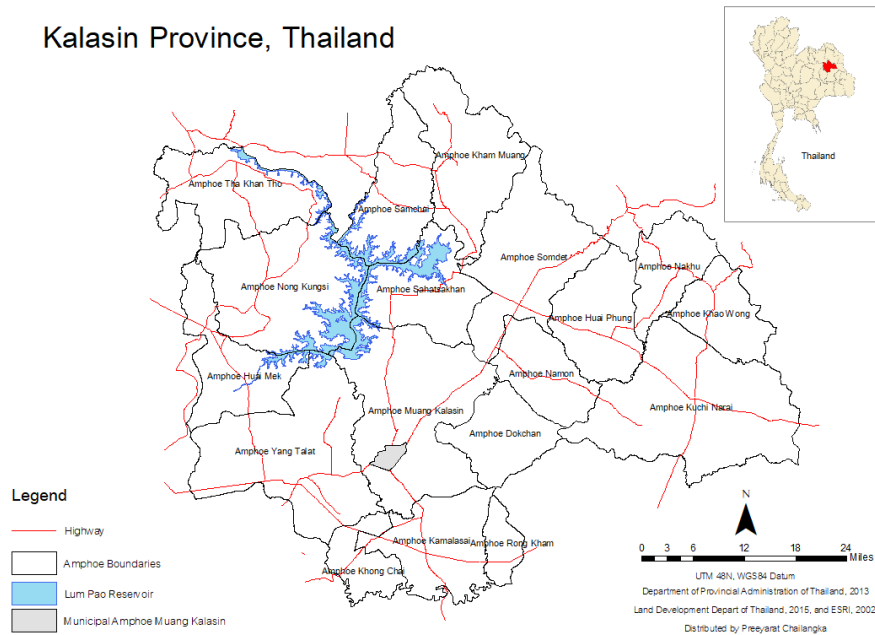 Kalasin Province, Thailand
Thailand
Amphoe Kham Muang
Amphoe Tha Khan Tho
Amphoe Samchai
Amphoe Somdet
Amphoe Nakhu
Amphoe Nong Kungsi
Amphoe Sahatsakhan
Amphoe Huai Phung
Amphoe Khao Wong
Amphoe Huai Mek
Amphoe Namon
Amphoe Muang Kalasin
Amphoe Kuchi Narai
Amphoe Dokchan
Amphoe Yang Talat
Amphoe Kamalasai
Amphoe Rong Kham
Amphoe Khong Chai
Legend
Highway
Amphoe Boundaries
Lum Pao Reservoir
Municipal Amphoe Muang Kalasin
N
0 3 6 12 18 24
Miles
UTM 48N, WGS84 Datum
Department of Provincial Administration of Thailand, 2013
Land Development Depart of Thailand, 2015, and ESRI, 2002
Distributed by Preeyarat Chailangka